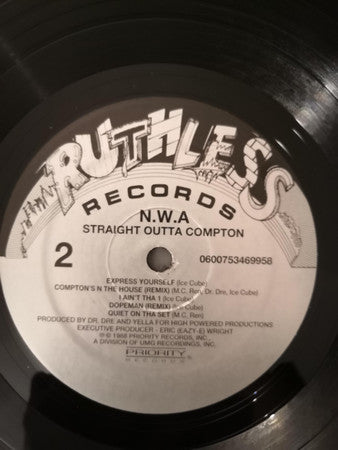 RUTHLESS
RECORDS
N.W.A
STRAIGHT OUTTA COMPTON
2
0600753469958
EXPRESS YOURSELF (Ice Cube)
COMPTON'S N THE HOUSE (REMIX) (M.C. Ren, Dr. Dre, Ice Cube)
I AIN'T THA 1 (Ice Cube)
DOPEMAN (REMIX) (Ice Cube)
QUIET ON THA SET (M.C. Ren)
PRODUCED BY DR. DRE AND YELLA FOR HIGH POWERED PRODUCTIONS
EXECUTIVE PRODUCER - ERIC (EAZY-E) WRIGHT
℗ © 1988 PRIORITY RECORDS, INC.,
A DIVISION OF UMG RECORDINGS, INC.
PRIORITY
RECORDS